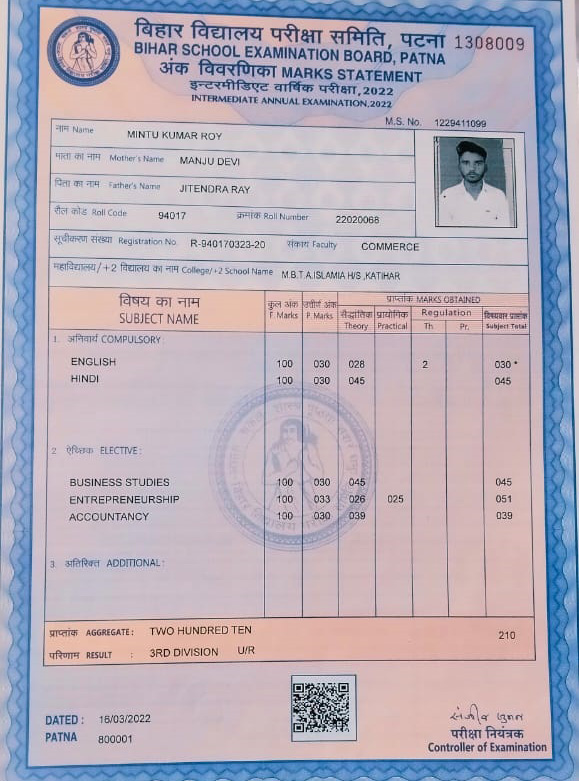 बिहार विद्यालय परीक्षा समिति, पटना 1308009
BIHAR SCHOOL EXAMINATION BOARD, PATNA
अंक विवरणिका MARKS STATEMENT
इन्टरमीडिएट वार्षिक परीक्षा,2022
INTERMEDIATE ANNUAL EXAMINATION,2022
M.S. No. 1229411099
नाम Name MINTU KUMAR ROY
माता का नाम Mother's Name MANJU DEVI
पिता का नाम Father's Name JITENDRA RAY
रौल कोड Roll Code 94017 क्रमांक Roll Number 22020068
सूचीकरण संख्या Registration No. R-940170323-20 संकाय Faculty COMMERCE
महाविद्यालय/+2 विद्यालय का नाम College/+2 School Name M.B.T.A.ISLAMIA H/S ,KATIHAR
विषय का नाम कुल अंक उत्तीर्ण अंक प्राप्तांक MARKS OBTAINED
SUBJECT NAME F. Marks P. Marks सैद्धांतिक Theory प्रायोगिक Practical Regulation Th Pr. विषयवार प्राप्तांक Subject Total
1. अनिवार्य COMPULSORY :
ENGLISH 100 030 028 2 030 *
HINDI 100 030 045 045
2 ऐच्छिक ELECTIVE :
BUSINESS STUDIES 100 030 045 045
ENTREPRENEURSHIP 100 033 026 025 051
ACCOUNTANCY 100 030 039 039
3. अतिरिक्त ADDITIONAL :
प्राप्तांक AGGREGATE : TWO HUNDRED TEN 210
परिणाम RESULT : 3RD DIVISION U/R
DATED : 16/03/2022
PATNA 800001
परीक्षा नियंत्रक
Controller of Examination